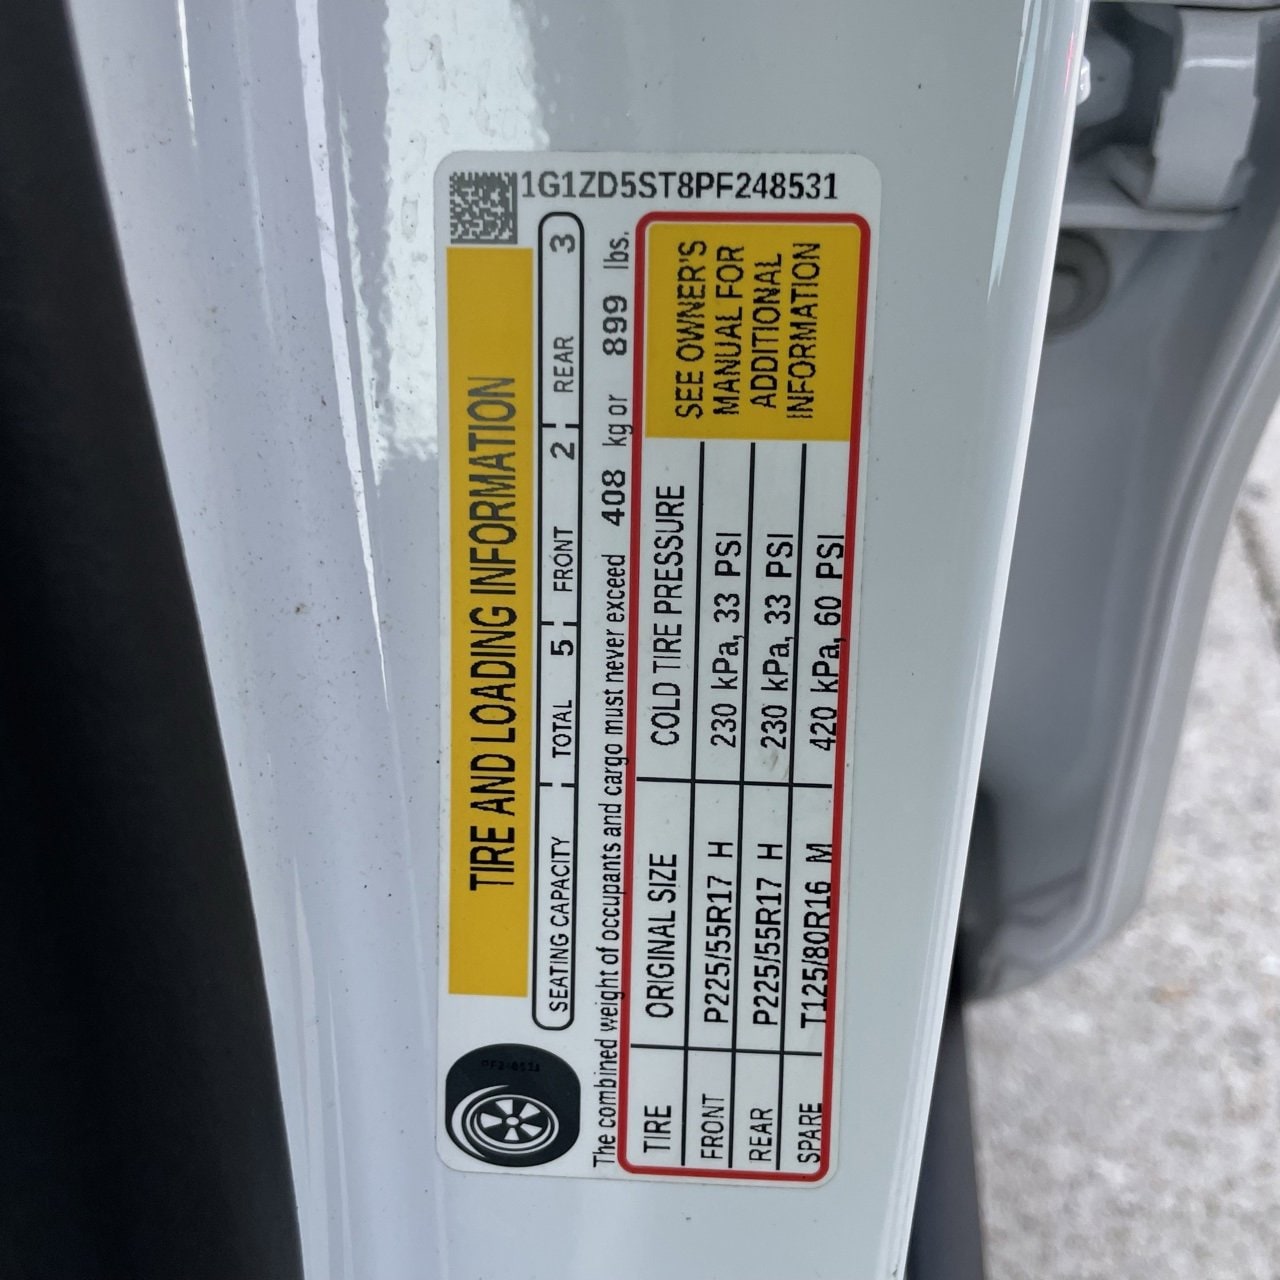 1G1ZD5ST8PF248531
TIRE AND LOADING INFORMATION
SEATING CAPACITY TOTAL 5 FRONT 2 REAR 3
The combined weight of occupants and cargo must never exceed 408 kg or 899 lbs.
TIRE ORIGINAL SIZE COLD TIRE PRESSURE
FRONT P225/55R17 H 230 kPa, 33 PSI
REAR P225/55R17 H 230 kPa, 33 PSI
SPARE T125/80R16 M 420 kPa, 60 PSI
SEE OWNER'S
MANUAL FOR
ADDITIONAL
INFORMATION